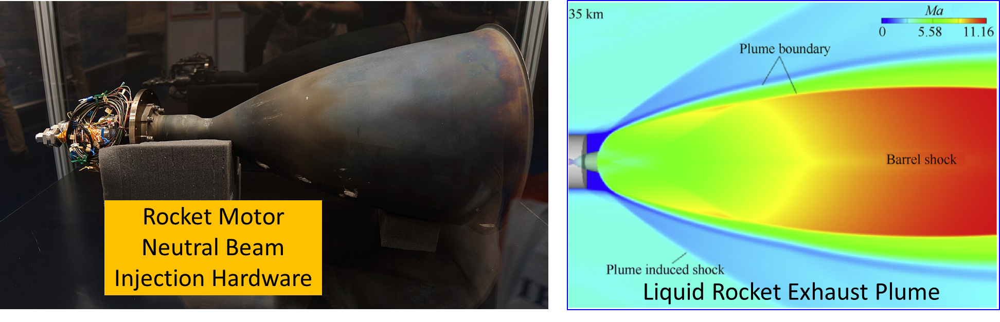 Rocket Motor
Neutral Beam
Injection Hardware
35 km
Ma
0 5.58 11.16
Plume boundary
Barrel shock
Plume induced shock
Liquid Rocket Exhaust Plume